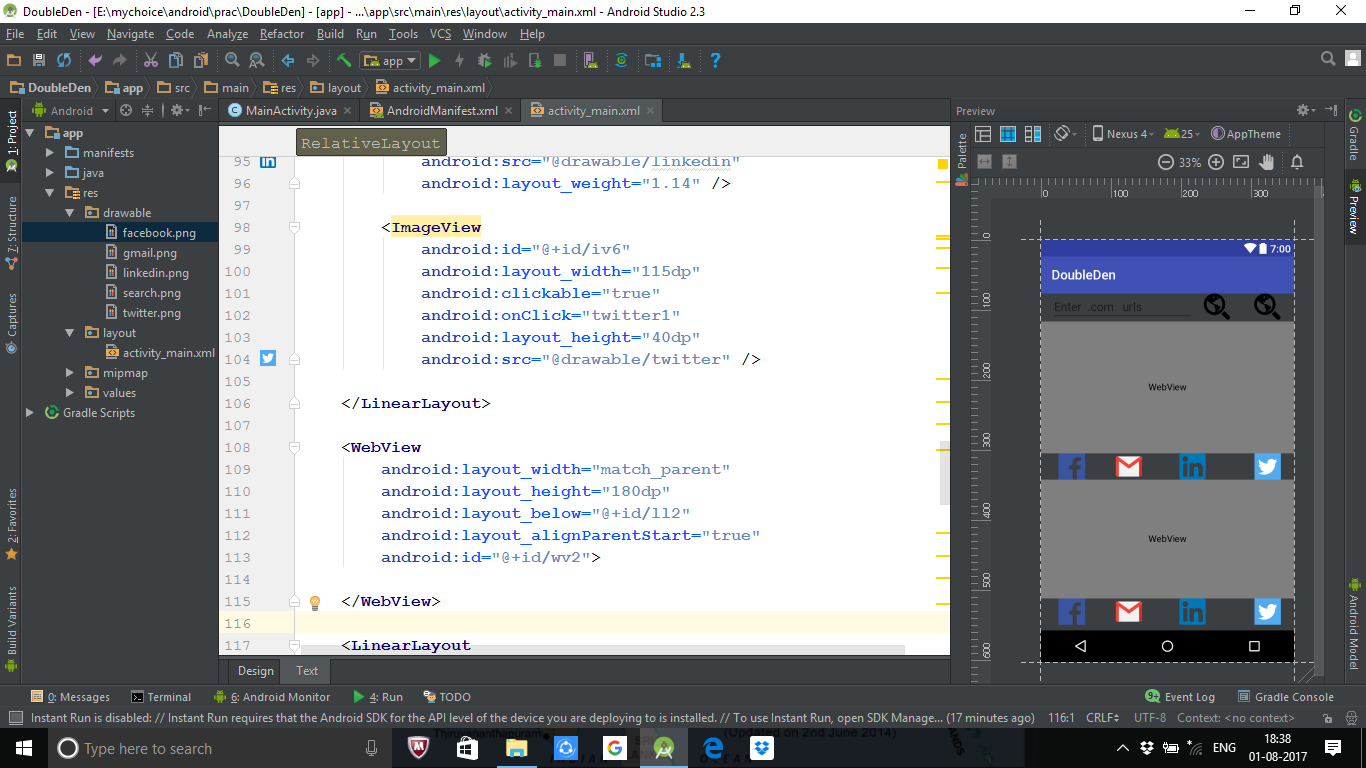 DoubleDen - [E:\mychoice\android\prac\DoubleDen] - [app] - ...\app\src\main\res\layout\activity_main.xml - Android Studio 2.3
File Edit View Navigate Code Analyze Refactor Build Run Tools VCS Window Help
app
DoubleDen app src main res layout activity_main.xml
1: Project
7: Structure
Captures
2: Favorites
Build Variants
Android
app
manifests
java
res
drawable
facebook.png
gmail.png
linkedin.png
search.png
twitter.png
layout
activity_main.xml
mipmap
values
Gradle Scripts
MainActivity.java AndroidManifest.xml activity_main.xml
RelativeLayout
95 android:src="@drawable/linkedin"
96 android:layout_weight="1.14" />
97
98 <ImageView
99 android:id="@+id/iv6"
100 android:layout_width="115dp"
101 android:clickable="true"
102 android:onClick="twitter1"
103 android:layout_height="40dp"
104 android:src="@drawable/twitter" />
105
106 </LinearLayout>
107
108 <WebView
109 android:layout_width="match_parent"
110 android:layout_height="180dp"
111 android:layout_below="@+id/ll2"
112 android:layout_alignParentStart="true"
113 android:id="@+id/wv2">
114
115 </WebView>
116
117 <LinearLayout
Design Text
Preview
Palette
Nexus 4 25 AppTheme
33%
0 100 200 300
0
100
200
300
400
500
600
7:00
DoubleDen
Enter .com urls
WebView
WebView
Gradle
Preview
Android Model
0: Messages Terminal 6: Android Monitor 4: Run TODO 9+ Event Log Gradle Console
Instant Run is disabled: // Instant Run requires that the Android SDK for the API level of the device you are deploying to is installed. // To use Instant Run, open SDK Manage... (17 minutes ago) 116:1 CRLF UTF-8 Context: <no context>
Type here to search
Thiruvananthapuram
(Updated on 2nd June 2014)
ENG
18:38
01-08-2017